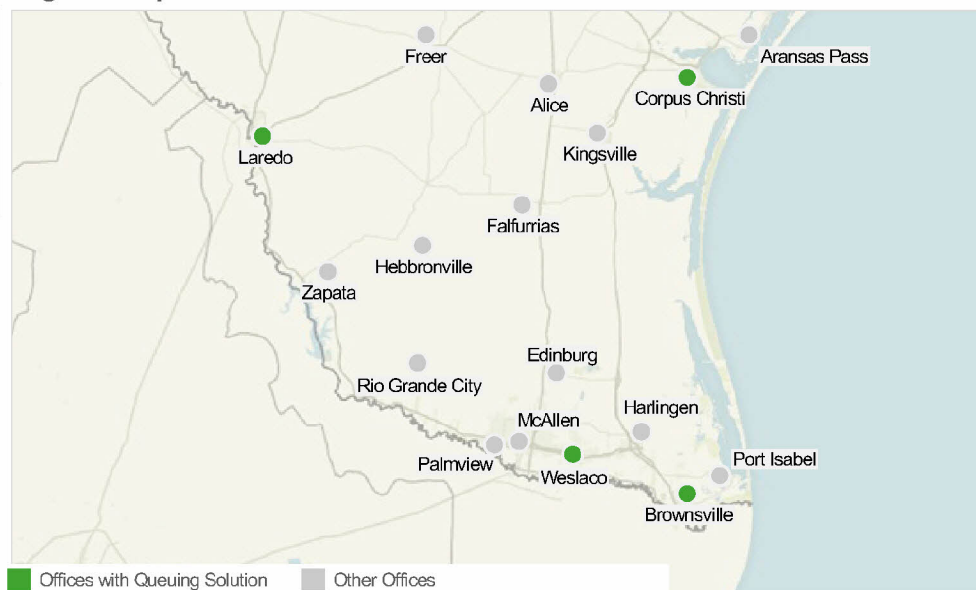 Freer
Aransas Pass
Alice
Corpus Christi
Kingsville
Laredo
Falfurrias
Hebbronville
Zapata
Edinburg
Rio Grande City
Harlingen
McAllen
Palmview
Port Isabel
Weslaco
Brownsville
Offices with Queuing Solution
Other Offices